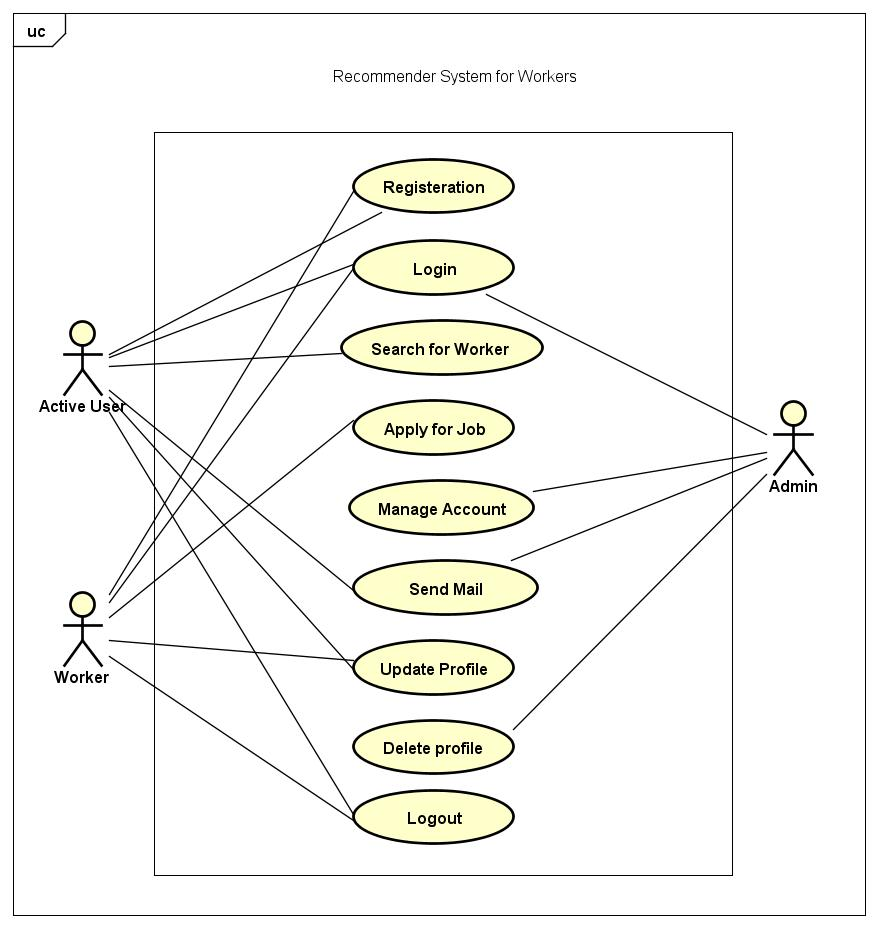 uc
Recommender System for Workers
Registeration
Login
Search for Worker
Active User
Apply for Job
Admin
Manage Account
Send Mail
Worker
Update Profile
Delete profile
Logout